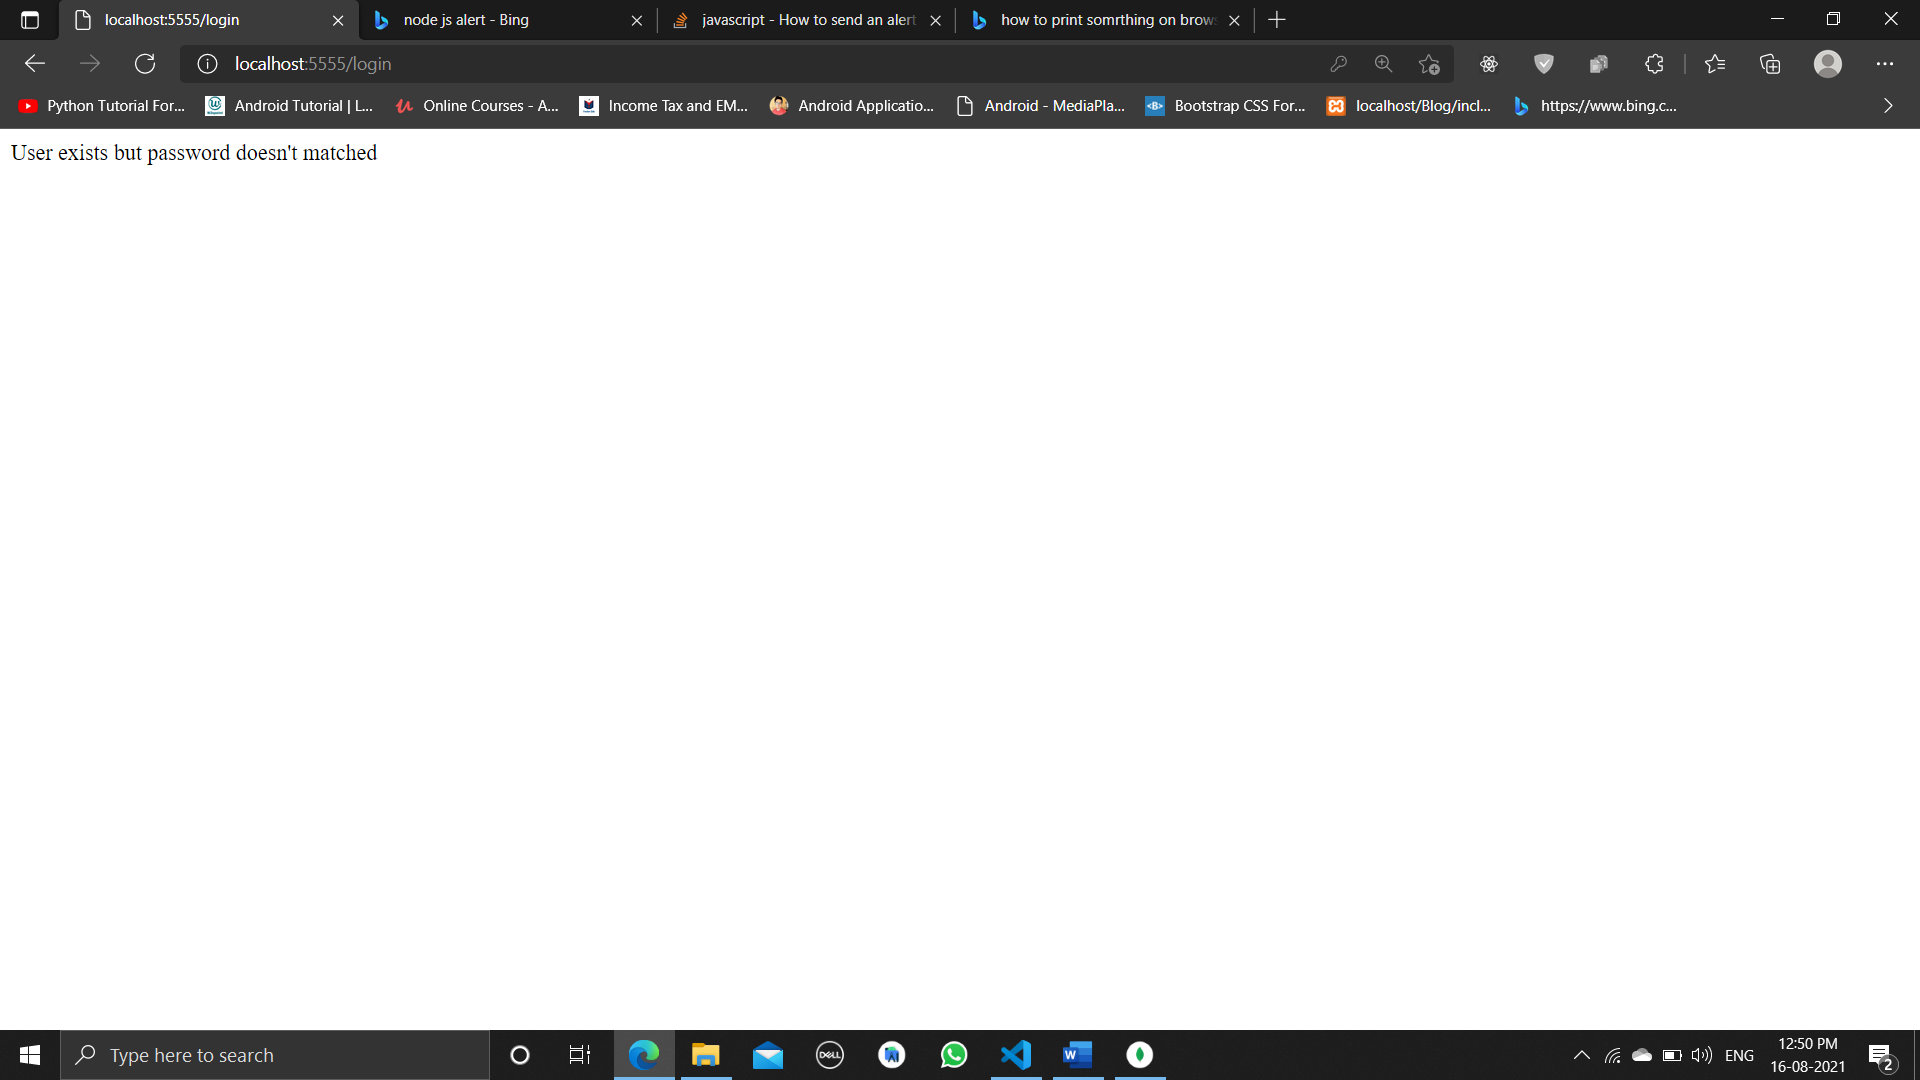 localhost:5555/login
node js alert - Bing
javascript - How to send an alert
how to print somrthing on brow
localhost:5555/login
Python Tutorial For...
Android Tutorial | L...
Online Courses - A...
Income Tax and EM...
Android Applicatio...
Android - MediaPla...
Bootstrap CSS For...
localhost/Blog/incl...
https://www.bing.c...
User exists but password doesn't matched
Type here to search
DELL
W
ENG
12:50 PM
16-08-2021
2